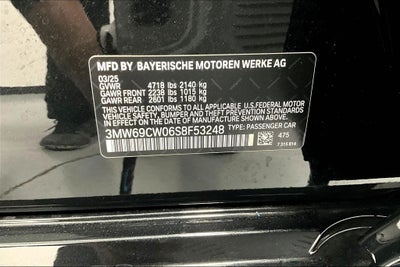 MFD BY BAYERISCHE MOTOREN WERKE AG
03/25
GVWR 4718 lbs 2140 kg
GAWR FRONT 2238 lbs 1015 kg
GAWR REAR 2601 lbs 1180 kg
THIS VEHICLE CONFORMS TO ALL APPLICABLE U.S.FEDERAL MOTOR
VEHICLE SAFETY, BUMPER, AND THEFT PREVENTION STANDARDS
IN EFFECT ON THE DATE OF MANUFACTURE SHOWN ABOVE.
3MW69CW06S8F53248 TYPE: PASSENGER CAR
475